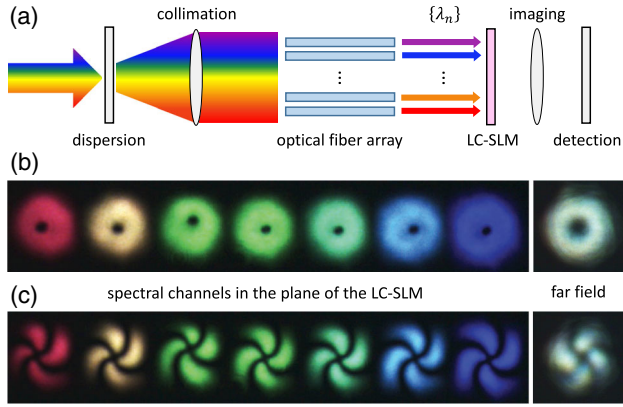 (a)
collimation
{λn}
imaging
dispersion
optical fiber array
LC-SLM
detection
(b)
(c)
spectral channels in the plane of the LC-SLM
far field